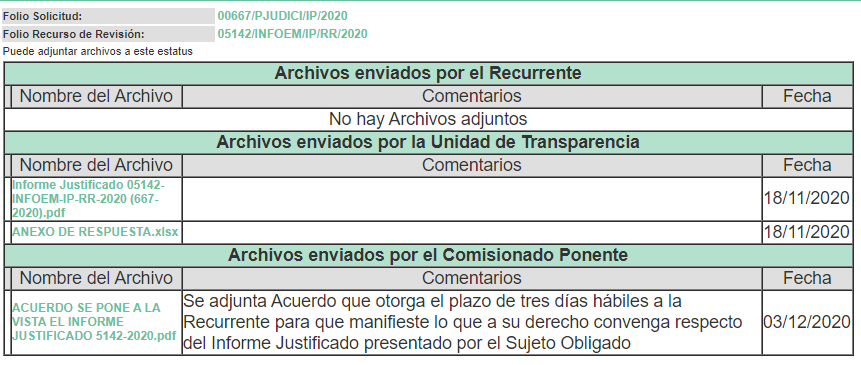 Folio Solicitud: 00667/PJUDICI/IP/2020
Folio Recurso de Revisión: 05142/INFOEM/IP/RR/2020
Puede adjuntar archivos a este estatus
Archivos enviados por el Recurrente
Nombre del Archivo Comentarios Fecha
No hay Archivos adjuntos
Archivos enviados por la Unidad de Transparencia
Nombre del Archivo Comentarios Fecha
Informe Justificado 05142-
INFOEM-IP-RR-2020 (667-
2020).pdf
18/11/2020
ANEXO DE RESPUESTA.xlsx 18/11/2020
Archivos enviados por el Comisionado Ponente
Nombre del Archivo Comentarios Fecha
ACUERDO SE PONE A LA
VISTA EL INFORME
JUSTIFICADO 5142-2020.pdf
Se adjunta Acuerdo que otorga el plazo de tres días hábiles a la
Recurrente para que manifieste lo que a su derecho convenga respecto
del Informe Justificado presentado por el Sujeto Obligado
03/12/2020